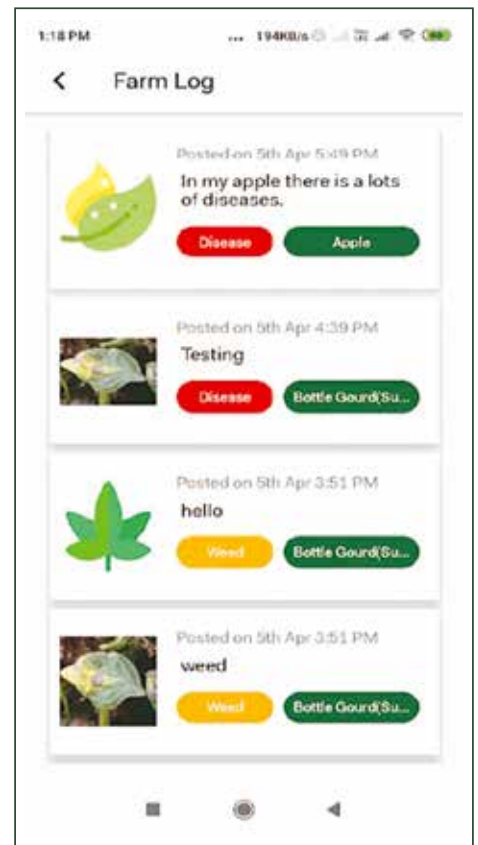 1:18 PM ... 194KB/s
Farm Log
Posted on 5th Apr 5:49 PM
In my apple there is a lots
of diseases.
Disease Apple
Posted on 5th Apr 4:39 PM
Testing
Disease Bottle Gourd(Su...
Posted on 5th Apr 3:51 PM
hello
Weed Bottle Gourd(Su...
Posted on 5th Apr 3:51 PM
weed
Weed Bottle Gourd(Su...